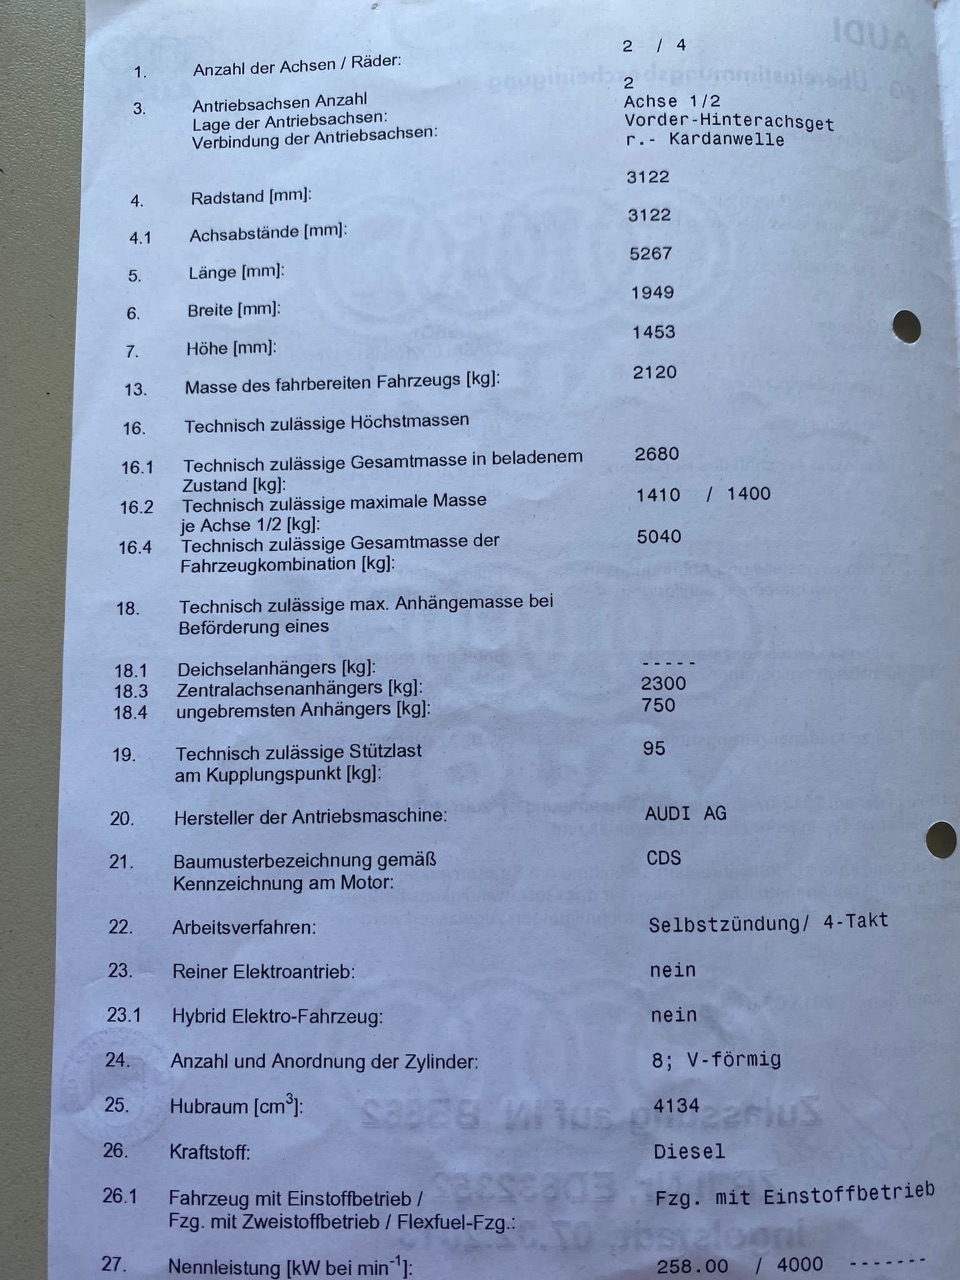 1. Anzahl der Achsen / Räder: 2 / 4
3. Antriebsachsen Anzahl 2
Lage der Antriebsachsen: Achse 1/2
Verbindung der Antriebsachsen: Vorder-Hinterachsget
r.- Kardanwelle
4. Radstand [mm]: 3122
4.1 Achsabstände [mm]: 3122
5. Länge [mm]: 5267
6. Breite [mm]: 1949
7. Höhe [mm]: 1453
13. Masse des fahrbereiten Fahrzeugs [kg]: 2120
16. Technisch zulässige Höchstmassen
16.1 Technisch zulässige Gesamtmasse in beladenem 2680
Zustand [kg]:
16.2 Technisch zulässige maximale Masse 1410 / 1400
je Achse 1/2 [kg]:
16.4 Technisch zulässige Gesamtmasse der 5040
Fahrzeugkombination [kg]:
18. Technisch zulässige max. Anhängemasse bei
Beförderung eines
18.1 Deichselanhängers [kg]: -----
18.3 Zentralachsenanhängers [kg]: 2300
18.4 ungebremsten Anhängers [kg]: 750
19. Technisch zulässige Stützlast 95
am Kupplungspunkt [kg]:
20. Hersteller der Antriebsmaschine: AUDI AG
21. Baumusterbezeichnung gemäß CDS
Kennzeichnung am Motor:
22. Arbeitsverfahren: Selbstzündung/ 4-Takt
23. Reiner Elektroantrieb: nein
23.1 Hybrid Elektro-Fahrzeug: nein
24. Anzahl und Anordnung der Zylinder: 8; V-förmig
25. Hubraum [cm³]: 4134
26. Kraftstoff: Diesel
26.1 Fahrzeug mit Einstoffbetrieb / Fzg. mit Einstoffbetrieb
Fzg. mit Zweistoffbetrieb / Flexfuel-Fzg.:
27. Nennleistung [kW bei min⁻¹]: 258.00 / 4000 -------